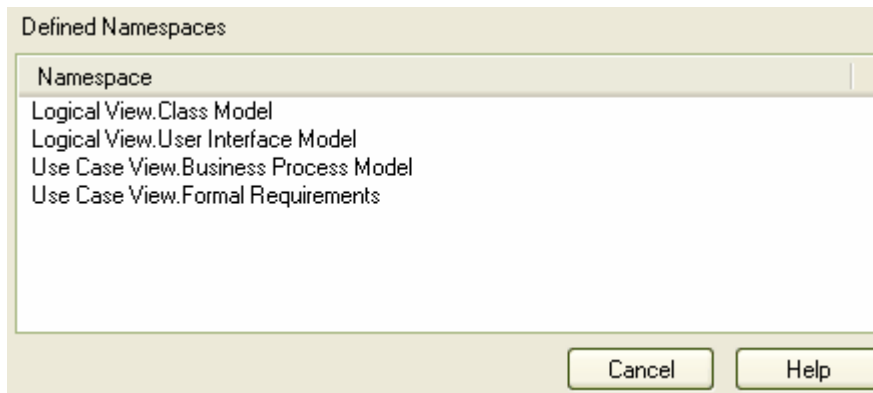 Defined Namespaces
Namespace
Logical View.Class Model
Logical View.User Interface Model
Use Case View.Business Process Model
Use Case View.Formal Requirements
Cancel Help